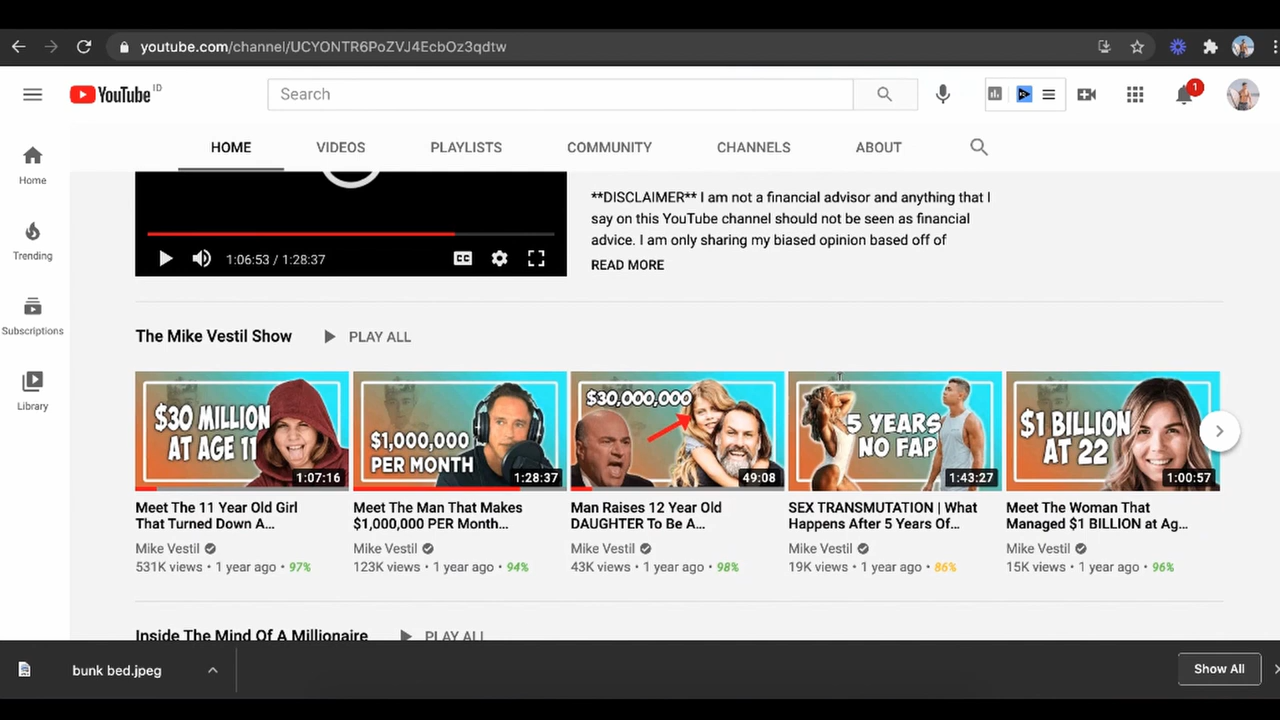 youtube.com/channel/UCYONTR6PoZVJ4EcbOz3qdtw
YouTube ID
Search
1
HOME
VIDEOS
PLAYLISTS
COMMUNITY
CHANNELS
ABOUT
Home
Trending
Subscriptions
Library
1:06:53 / 1:28:37
CC
**DISCLAIMER** I am not a financial advisor and anything that I
say on this YouTube channel should not be seen as financial
advice. I am only sharing my biased opinion based off of
READ MORE
The Mike Vestil Show
PLAY ALL
$30 MILLION
AT AGE 11
1:07:16
Meet The 11 Year Old Girl
That Turned Down A...
Mike Vestil
531K views • 1 year ago • 97%
$1,000,000
PER MONTH
1:28:37
Meet The Man That Makes
$1,000,000 PER Month...
Mike Vestil
123K views • 1 year ago • 94%
$30,000,000
49:08
Man Raises 12 Year Old
DAUGHTER To Be A...
Mike Vestil
43K views • 1 year ago • 98%
5 YEARS
NO FAP
1:43:27
SEX TRANSMUTATION | What
Happens After 5 Years Of...
Mike Vestil
19K views • 1 year ago • 86%
$1 BILLION
AT 22
1:00:57
Meet The Woman That
Managed $1 BILLION at Ag...
Mike Vestil
15K views • 1 year ago • 96%
Inside The Mind Of A Millionaire
PLAY ALL
bunk bed.jpeg
Show All